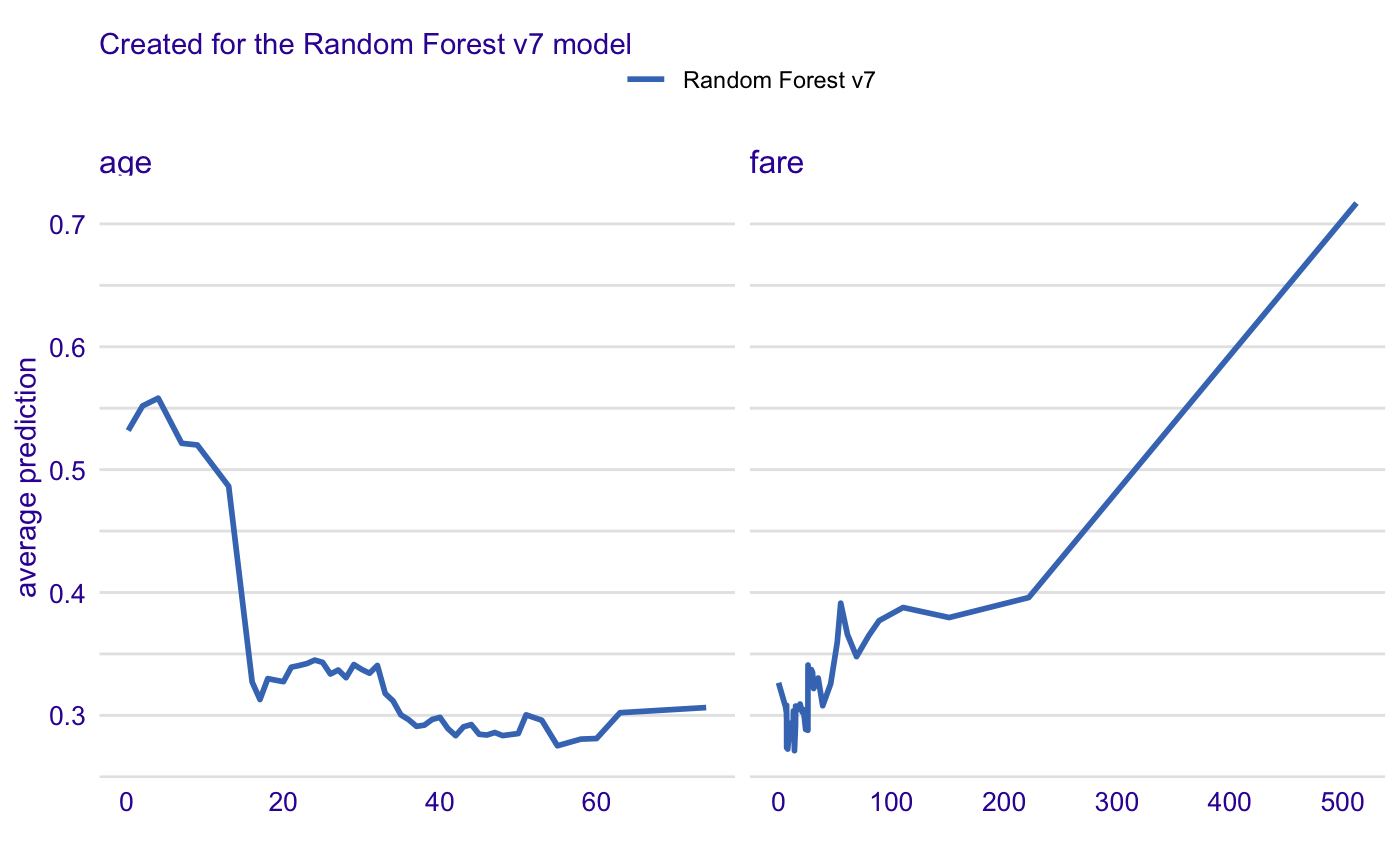 Created for the Random Forest v7 model
Random Forest v7
age
fare
average prediction
0.7
0.6
0.5
0.4
0.3
0 20 40 60
0 100 200 300 400 500